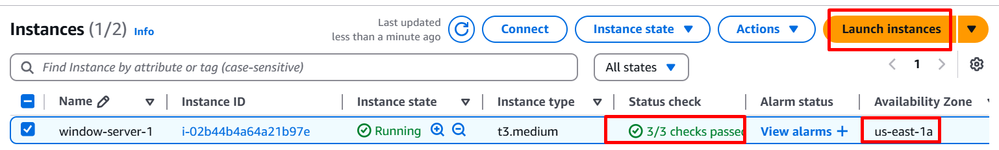 Instances (1/2) Info
Last updated
less than a minute ago
Connect
Instance state
Actions
Launch instances
Find Instance by attribute or tag (case-sensitive)
All states
1
Name Instance ID Instance state Instance type Status check Alarm status Availability Zone
window-server-1 i-02b44b4a64a21b97e Running t3.medium 3/3 checks passed View alarms + us-east-1a